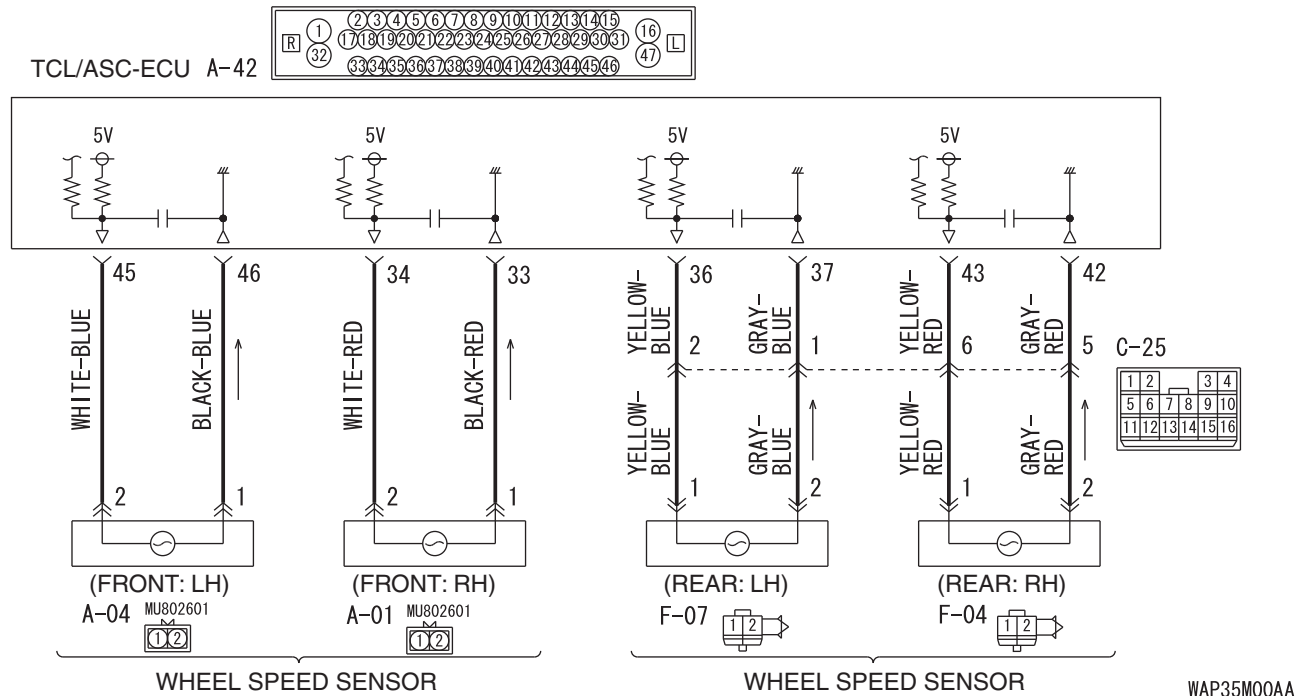 2 3 4 5 6 7 8 9 10 11 12 13 14 15
R 1 16 L
17 18 19 20 21 22 23 24 25 26 27 28 29 30 31
32 47
33 34 35 36 37 38 39 40 41 42 43 44 45 46
TCL/ASC-ECU A-42
5V 5V 5V 5V
45 46 34 33 36 37 43 42
WHITE-BLUE
BLACK-BLUE
WHITE-RED
BLACK-RED
YELLOW-
BLUE
GRAY-
BLUE
YELLOW-
RED
GRAY-
RED
2 1 6 5
C-25
1 2 3 4
5 6 7 8 9 10
11 12 13 14 15 16
YELLOW-
BLUE
GRAY-
BLUE
YELLOW-
RED
GRAY-
RED
2 1 2 1 1 2 1 2
(FRONT: LH) (FRONT: RH) (REAR: LH) (REAR: RH)
A-04 MU802601 A-01 MU802601 F-07 F-04
1 2 1 2 1 2 1 2
WHEEL SPEED SENSOR WHEEL SPEED SENSOR
WAP35M00AA